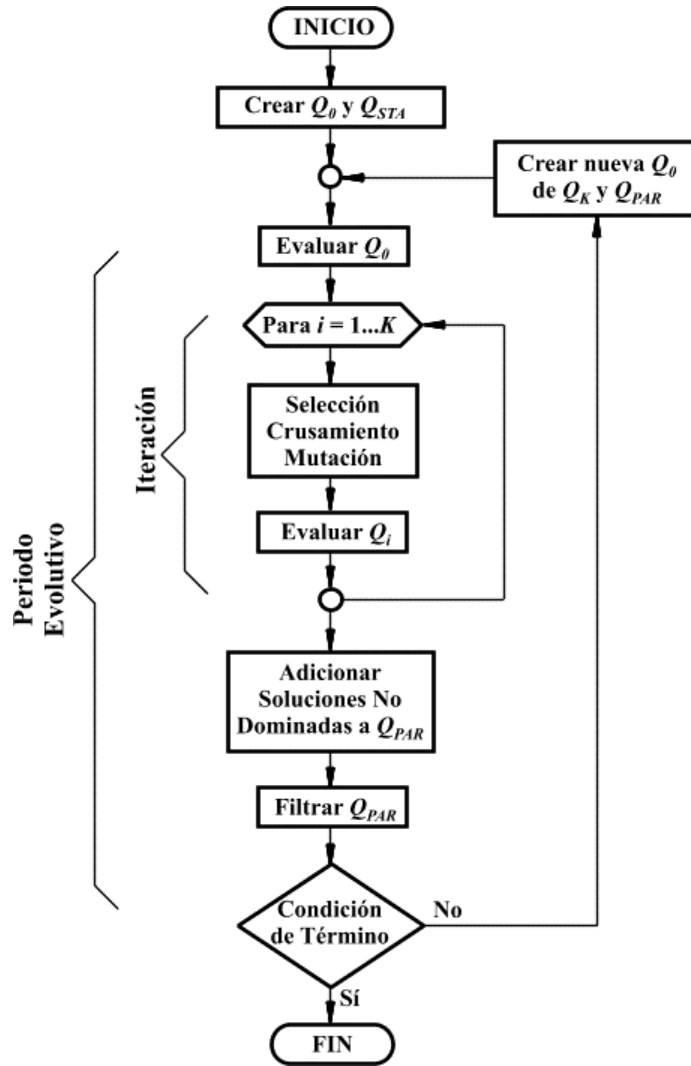 INICIO
Crear Q0 y QSTA
Crear nueva Q0
de QK y QPAR
Evaluar Q0
Para i = 1...K
Selección
Crusamiento
Mutación
Iteración
Evaluar Qi
Periodo
Evolutivo
Adicionar
Soluciones No
Dominadas a QPAR
Filtrar QPAR
Condición
de Término
No
Sí
FIN